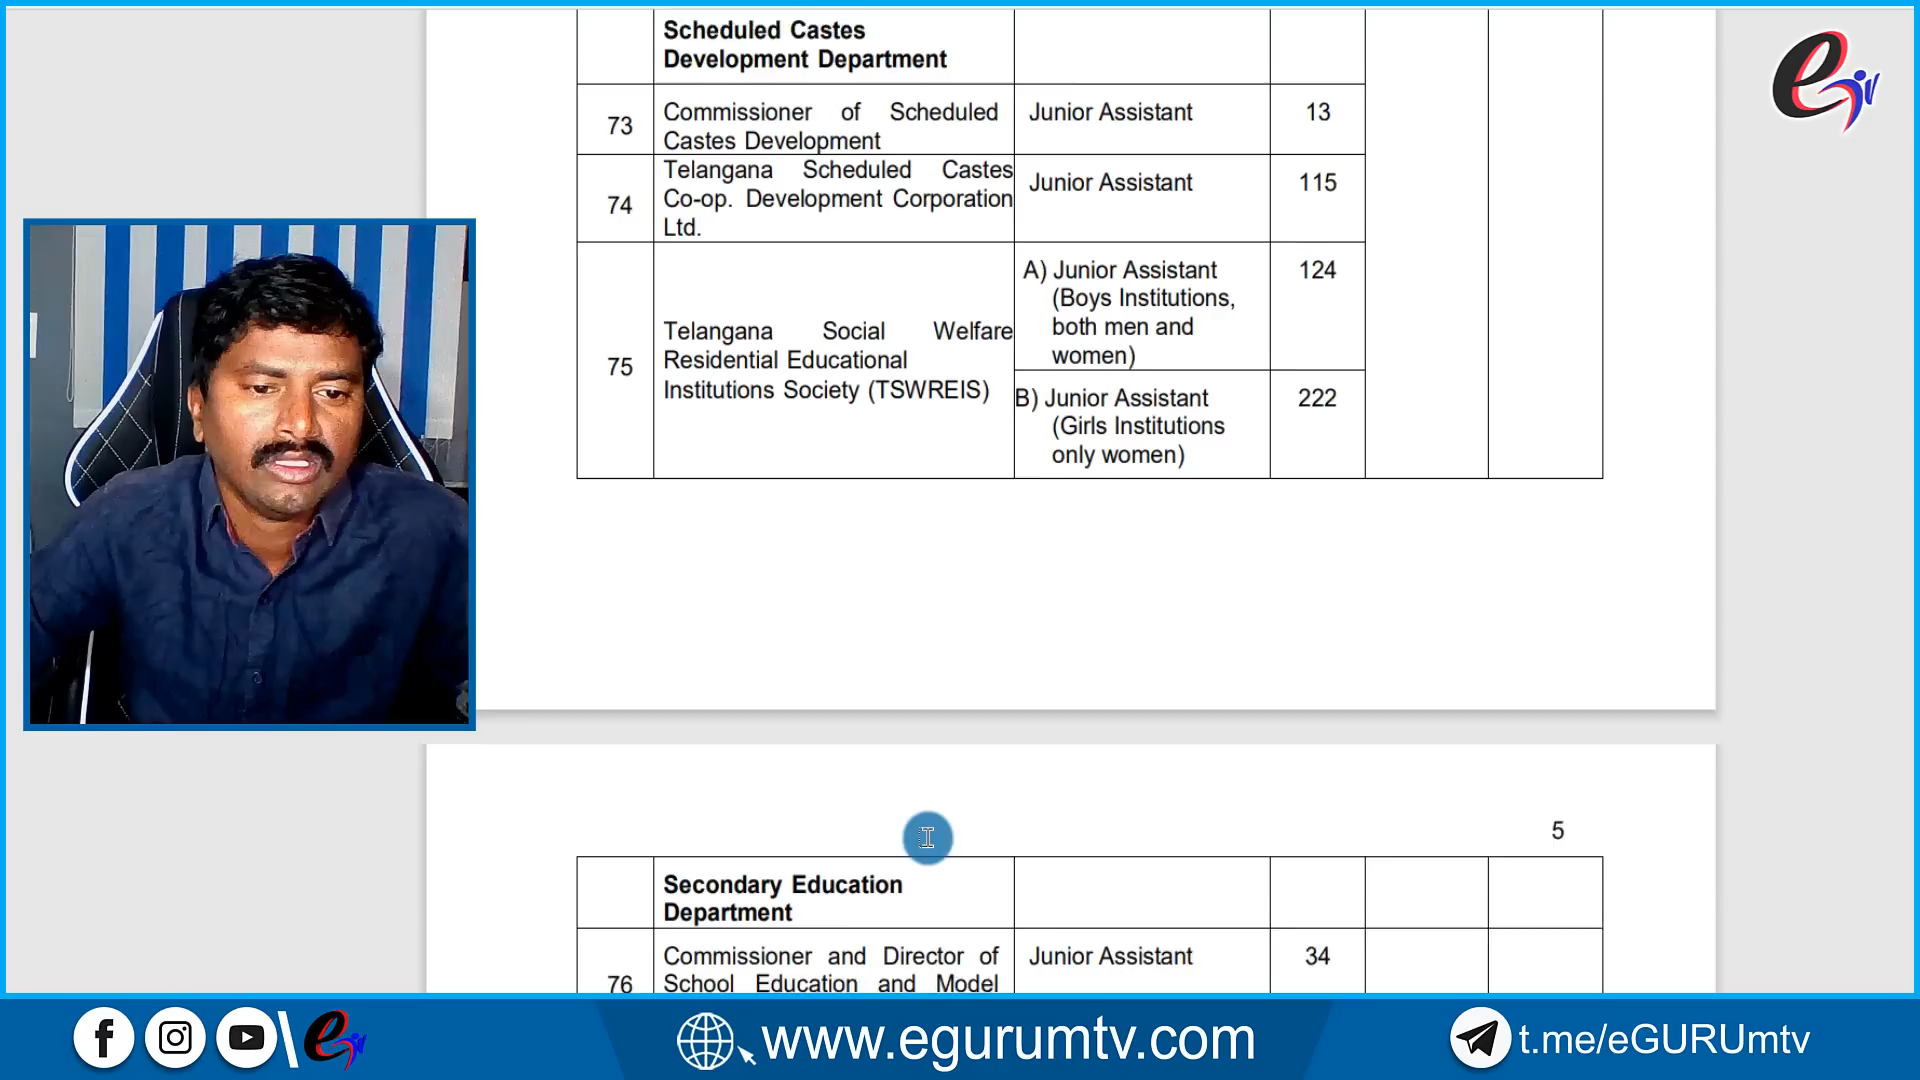 Scheduled Castes
Development Department
73
Commissioner of Scheduled
Castes Development
Junior Assistant
13
74
Telangana Scheduled Castes
Co-op. Development Corporation
Ltd.
Junior Assistant
115
75
Telangana Social Welfare
Residential Educational
Institutions Society (TSWREIS)
A) Junior Assistant
(Boys Institutions,
both men and
women)
124
B) Junior Assistant
(Girls Institutions
only women)
222
5
Secondary Education
Department
76
Commissioner and Director of
School Education and Model
Junior Assistant
34
www.egurumtv.com
t.me/eGURUmtv